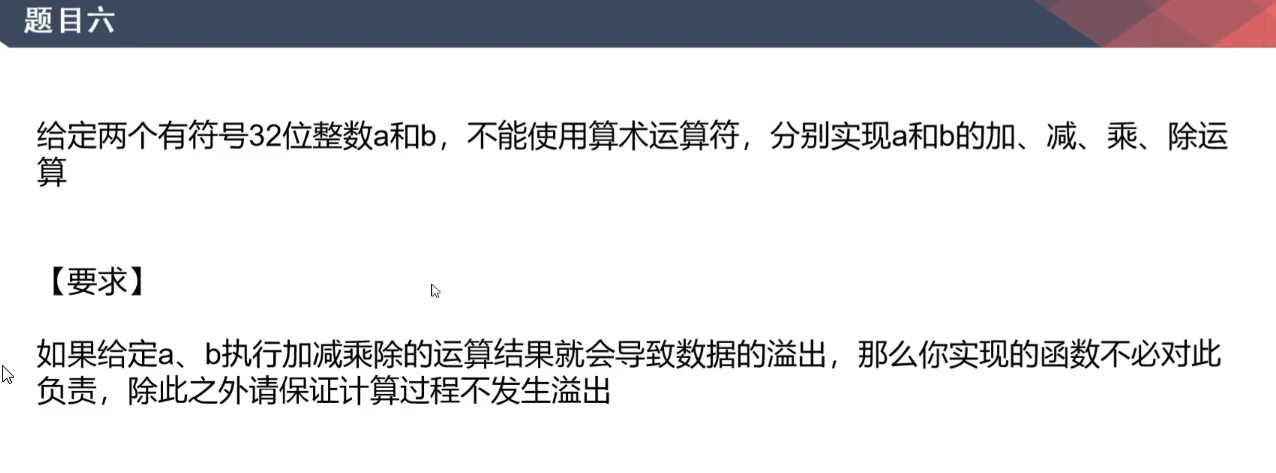 题目六
给定两个有符号32位整数a和b，不能使用算术运算符，分别实现a和b的加、减、乘、除运
算
【要求】
如果给定a、b执行加减乘除的运算结果就会导致数据的溢出，那么你实现的函数不必对此
负责，除此之外请保证计算过程不发生溢出